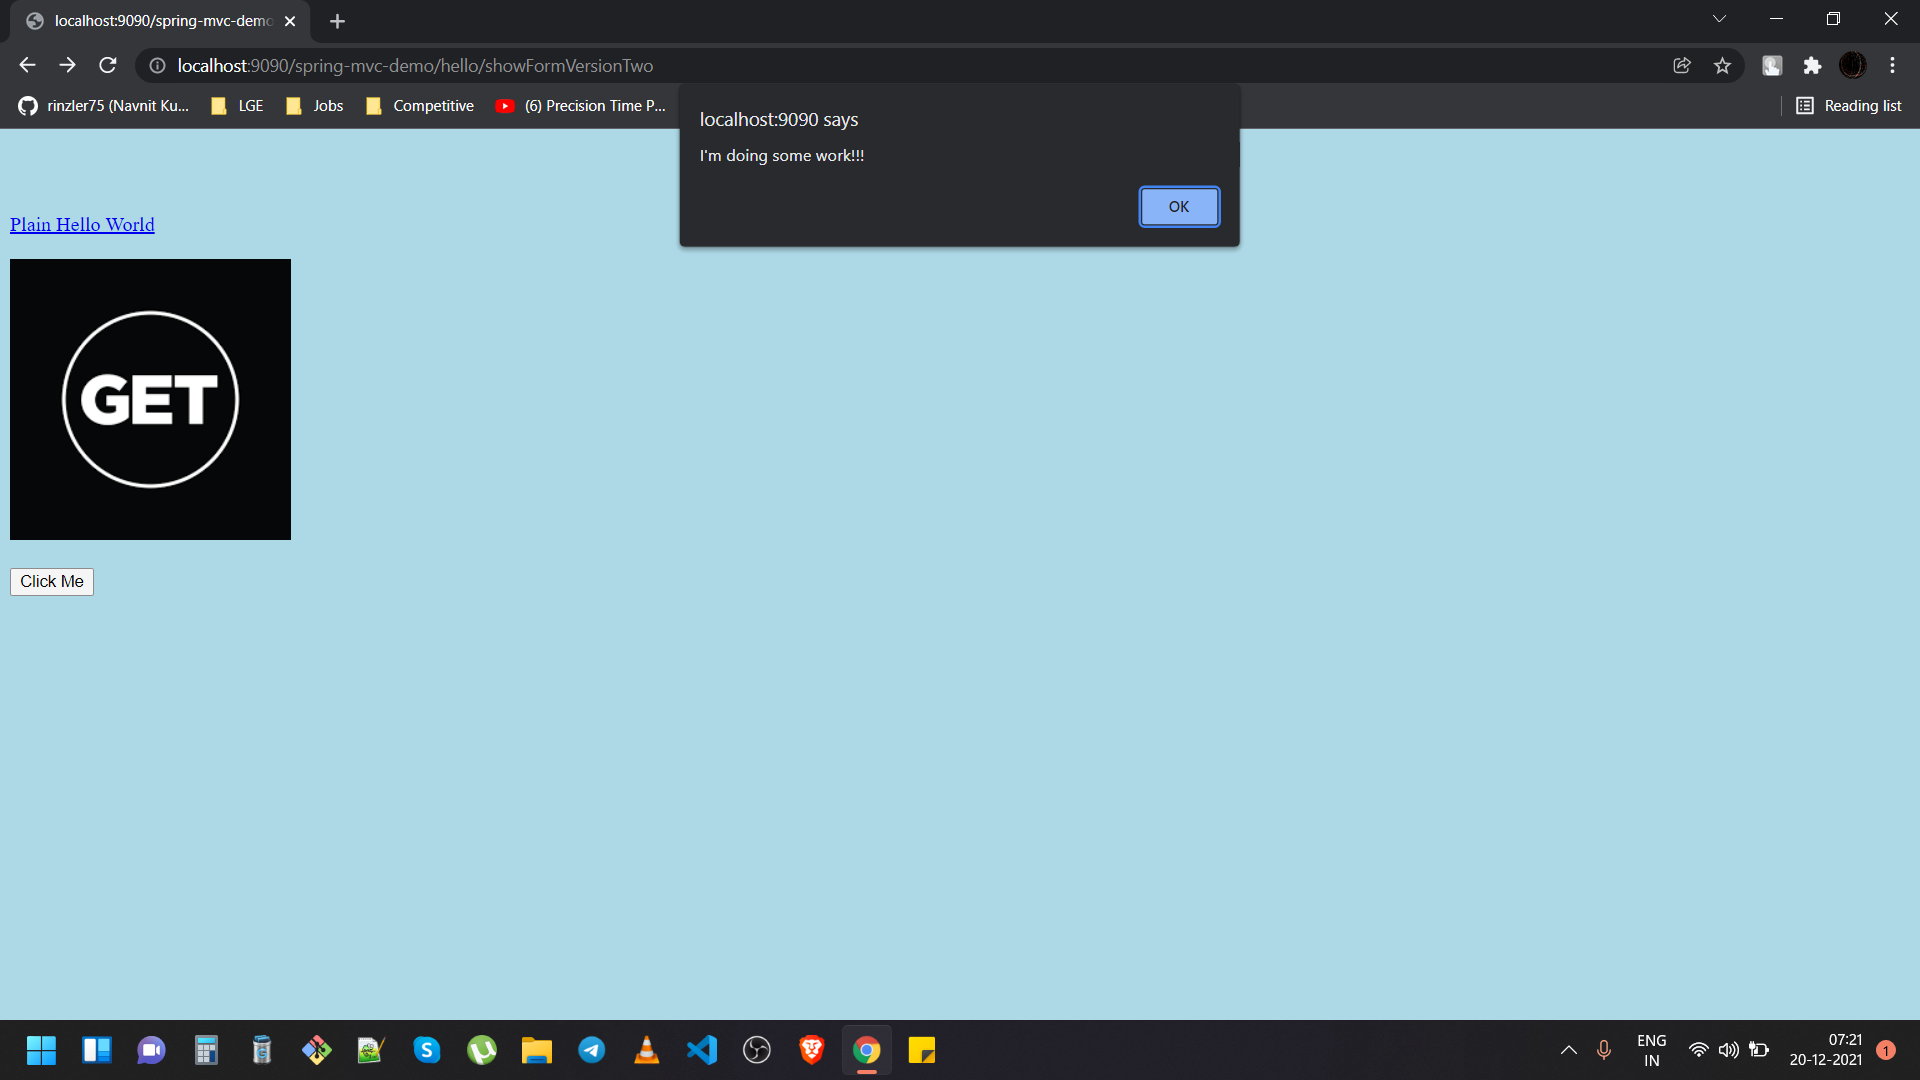 localhost:9090/spring-mvc-demo
localhost:9090/spring-mvc-demo/hello/showFormVersionTwo
rinzler75 (Navnit Ku... LGE Jobs Competitive (6) Precision Time P... Reading list
localhost:9090 says
I'm doing some work!!!
OK
Plain Hello World
GET
Click Me
ENG 07:21
IN 20-12-2021 1